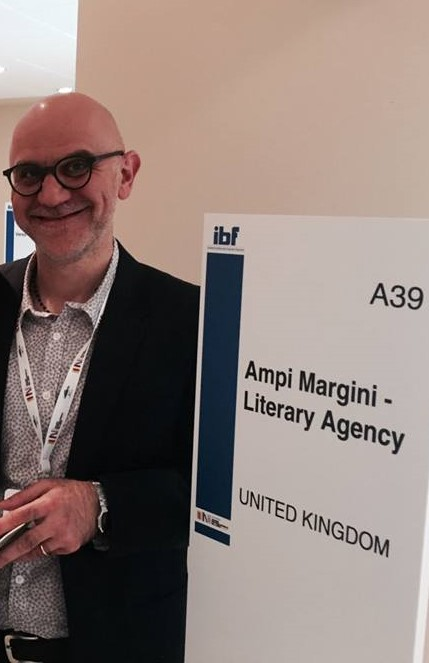 ibf
A39
Ampi Margini -
Literary Agency
UNITED KINGDOM